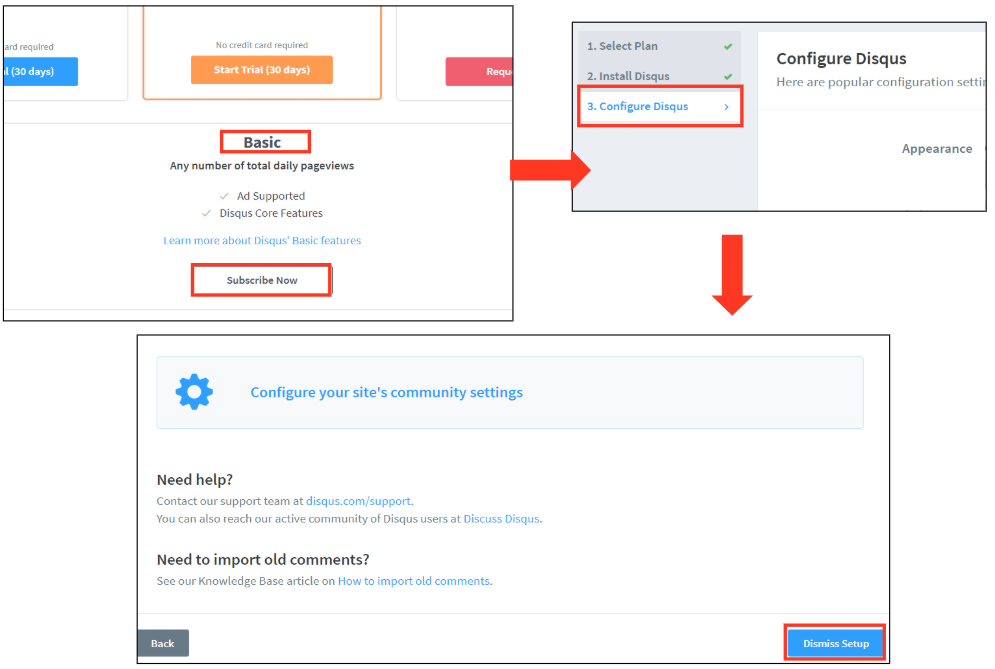 ard required
l (30 days)
No credit card required
Start Trial (30 days)
Requ
Basic
Any number of total daily pageviews
Ad Supported
Disqus Core Features
Learn more about Disqus' Basic features
Subscribe Now
1. Select Plan
2. Install Disqus
3. Configure Disqus
Configure Disqus
Here are popular configuration settin
Appearance
Configure your site's community settings
Need help?
Contact our support team at disqus.com/support.
You can also reach our active community of Disqus users at Discuss Disqus.
Need to import old comments?
See our Knowledge Base article on How to import old comments.
Back
Dismiss Setup